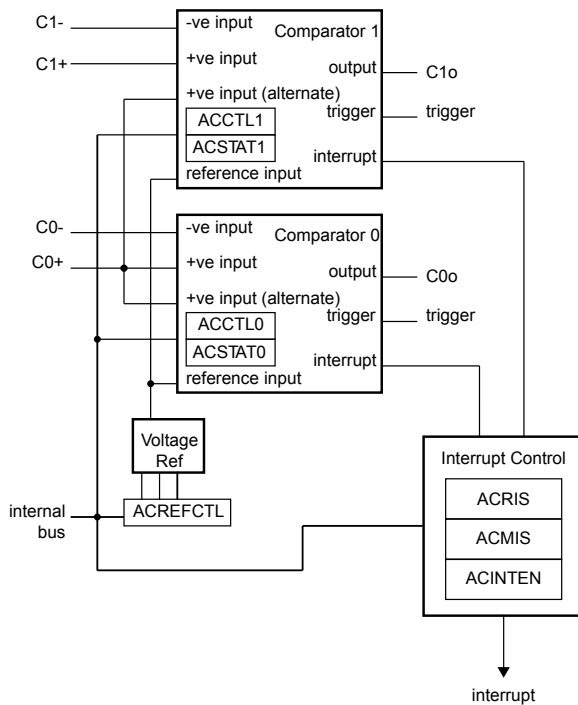 C1-
-ve input
Comparator 1
C1+
+ve input
output
C1o
+ve input (alternate)
trigger
trigger
ACCTL1
ACSTAT1
interrupt
reference input
C0-
-ve input
Comparator 0
C0+
+ve input
output
C0o
+ve input (alternate)
trigger
trigger
ACCTL0
ACSTAT0
interrupt
reference input
Voltage
Ref
Interrupt Control
internal
bus
ACREFCTL
ACRIS
ACMIS
ACINTEN
interrupt